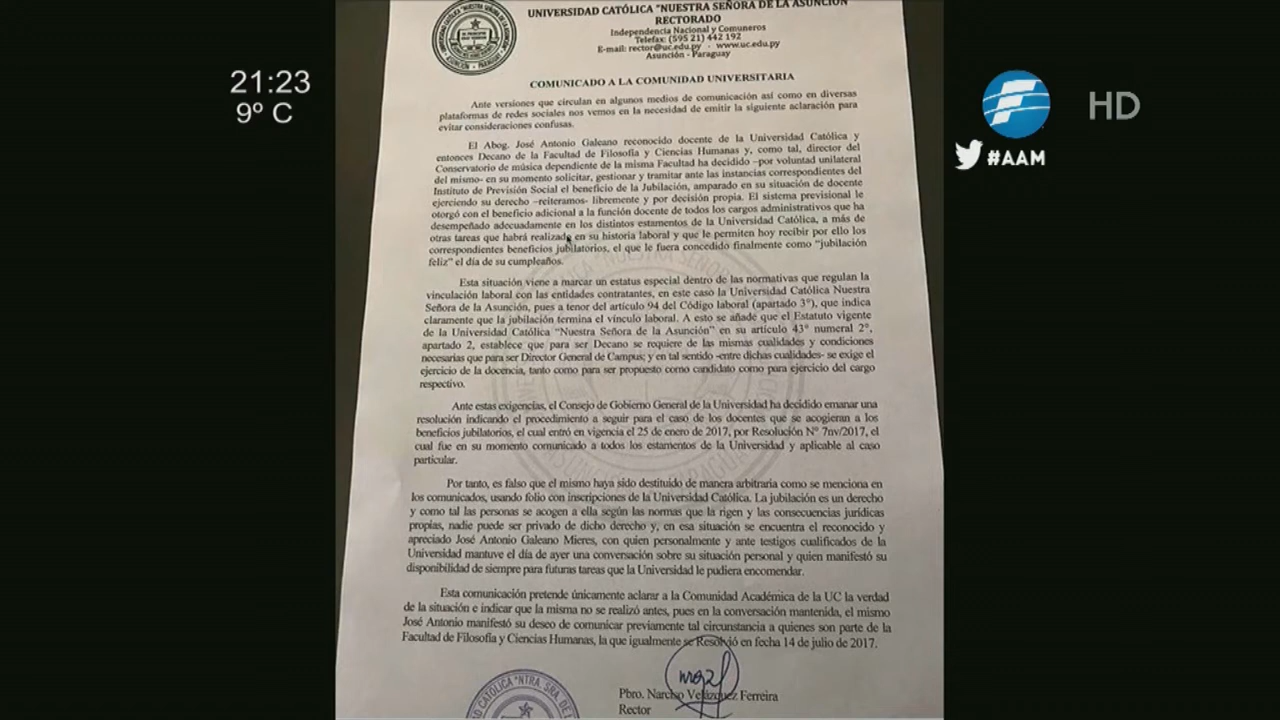 UNIVERSIDAD CATÓLICA "NUESTRA SEÑORA DE LA ASUNCIÓN"
RECTORADO
Independencia Nacional y Comuneros
Telefax: (595 21) 442 192
E-mail: rector@uc.edu.py - www.uc.edu.py
Asunción - Paraguay
21:23
9º C
HD
#AAM
COMUNICADO A LA COMUNIDAD UNIVERSITARIA
Ante versiones que circulan en algunos medios de comunicación así como en diversas
plataformas de redes sociales nos vemos en la necesidad de emitir la siguiente aclaración para
evitar consideraciones confusas.
El Abog. José Antonio Galeano reconocido docente de la Universidad Católica y
entonces Decano de la Facultad de Filosofía y Ciencias Humanas y, como tal, director del
Conservatorio de música dependiente de la misma Facultad ha decidido –por voluntad unilateral
del mismo- en su momento solicitar, gestionar y tramitar ante las instancias correspondientes del
Instituto de Previsión Social el beneficio de la Jubilación, amparado en su situación de docente
ejerciendo su derecho –reiteramos- libremente y por decisión propia. El sistema previsional le
otorgó con el beneficio adicional a la función docente de todos los cargos administrativos que ha
desempeñado adecuadamente en los distintos estamentos de la Universidad Católica, a más de
otras tareas que habrá realizado en su historia laboral y que le permiten hoy recibir por ello los
correspondientes beneficios jubilatorios, el que le fuera concedido finalmente como “jubilación
feliz” el día de su cumpleaños.
Esta situación viene a marcar un estatus especial dentro de las normativas que regulan la
vinculación laboral con las entidades contratantes, en este caso la Universidad Católica Nuestra
Señora de la Asunción, pues a tenor del artículo 94 del Código laboral (apartado 3°), que indica
claramente que la jubilación termina el vínculo laboral. A esto se añade que el Estatuto vigente
de la Universidad Católica “Nuestra Señora de la Asunción” en su artículo 43° numeral 2°,
apartado 2, establece que para ser Decano se requiere de las mismas cualidades y condiciones
necesarias que para ser Director General de Campus; y en tal sentido -entre dichas cualidades- se exige el
ejercicio de la docencia, tanto como para ser propuesto como candidato como para ejercicio del cargo
respectivo.
Ante estas exigencias, el Consejo de Gobierno General de la Universidad ha decidido emanar una
resolución indicando el procedimiento a seguir para el caso de los docentes que se acogieran a los
beneficios jubilatorios, el cual entró en vigencia el 25 de enero de 2017, por Resolución N° 7nv/2017, el
cual fue en su momento comunicado a todos los estamentos de la Universidad y aplicable al caso
particular.
Por tanto, es falso que el mismo haya sido destituido de manera arbitraria como se menciona en
los comunicados, usando folio con inscripciones de la Universidad Católica. La jubilación es un derecho
y como tal las personas se acogen a ella según las normas que la rigen y las consecuencias jurídicas
propias, nadie puede ser privado de dicho derecho y, en esa situación se encuentra el reconocido y
apreciado José Antonio Galeano Mieres, con quien personalmente y ante testigos cualificados de la
Universidad mantuve el día de ayer una conversación sobre su situación personal y quien manifestó su
disponibilidad de siempre para futuras tareas que la Universidad le pudiera encomendar.
Esta comunicación pretende únicamente aclarar a la Comunidad Académica de la UC la verdad
de la situación e indicar que la misma no se realizó antes, pues en la conversación mantenida, el mismo
José Antonio manifestó su deseo de comunicar previamente tal circunstancia a quienes son parte de la
Facultad de Filosofía y Ciencias Humanas, la que igualmente se Resolvió en fecha 14 de julio de 2017.
Pbro. Narciso Velázquez Ferreira
Rector